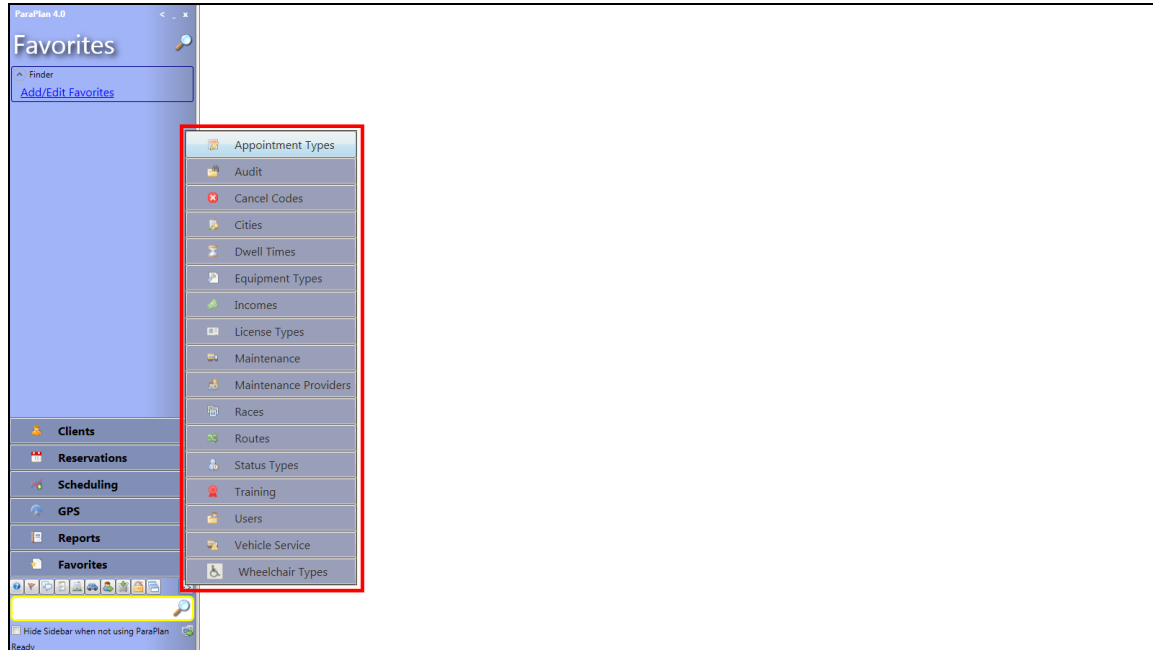 ParaPlan 4.0 < _ x
Favorites
^ Finder
Add/Edit Favorites
Appointment Types
Audit
Cancel Codes
Cities
Dwell Times
Equipment Types
Incomes
License Types
Maintenance
Maintenance Providers
Races
Routes
Status Types
Training
Users
Vehicle Service
Wheelchair Types
Clients
Reservations
Scheduling
GPS
Reports
Favorites
Hide Sidebar when not using ParaPlan
Ready